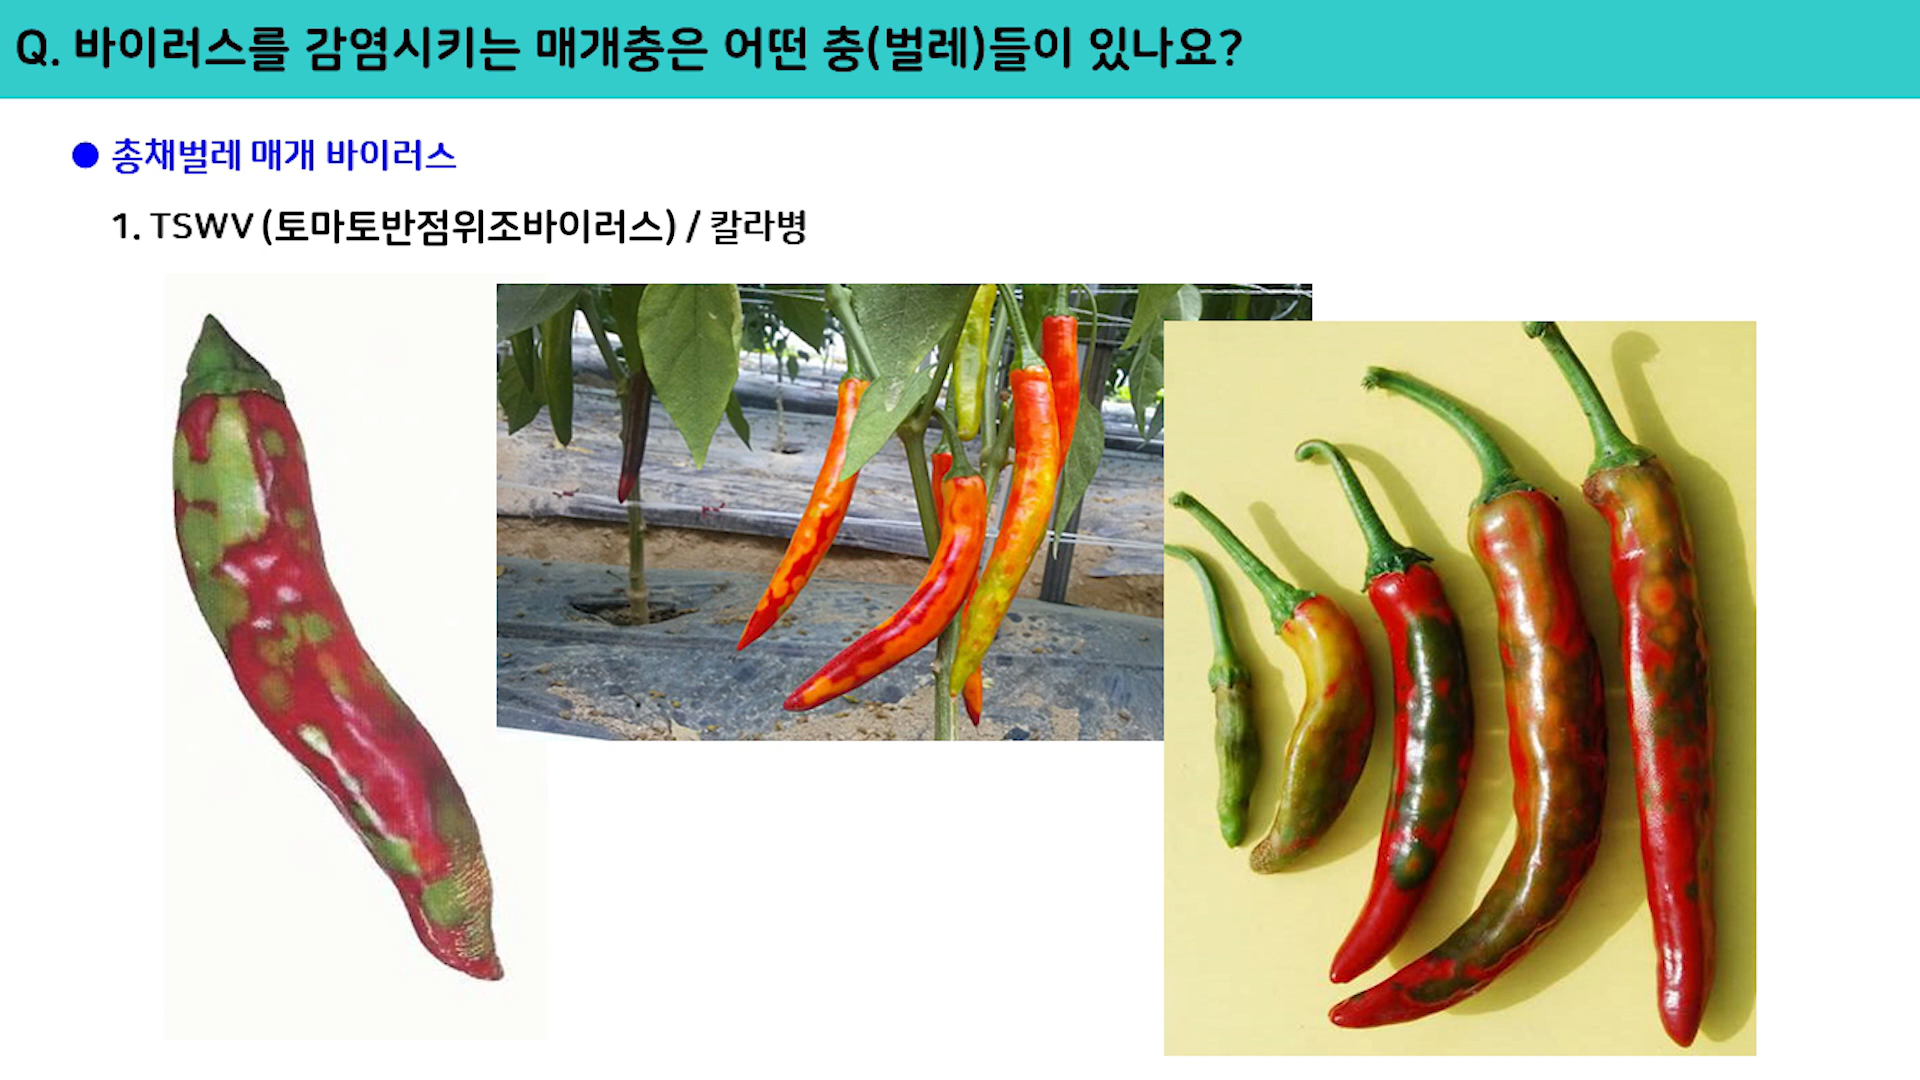 Q. 바이러스를 감염시키는 매개충은 어떤 충(벌레)들이 있나요?
● 총채벌레 매개 바이러스
1. TSWV (토마토반점위조바이러스) / 칼라병